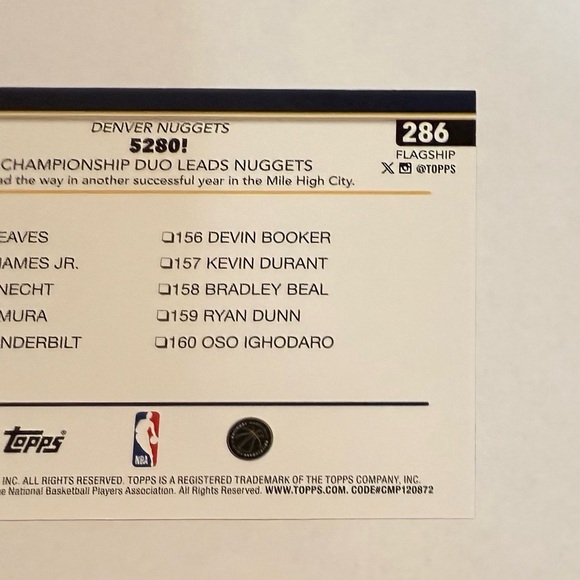 DENVER NUGGETS
5280!
286
CHAMPIONSHIP DUO LEADS NUGGETS
FLAGSHIP
ad the way in another successful year in the Mile High City.
X @TOPPS
EAVES ❏156 DEVIN BOOKER
AMES JR. ❏157 KEVIN DURANT
NECHT ❏158 BRADLEY BEAL
MURA ❏159 RYAN DUNN
NDERBILT ❏160 OSO IGHODARO
topps
NBA
INC. ALL RIGHTS RESERVED. TOPPS IS A REGISTERED TRADEMARK OF THE TOPPS COMPANY, INC.
e National Basketball Players Association. All Rights Reserved. WWW.TOPPS.COM. CODE#CMP120872